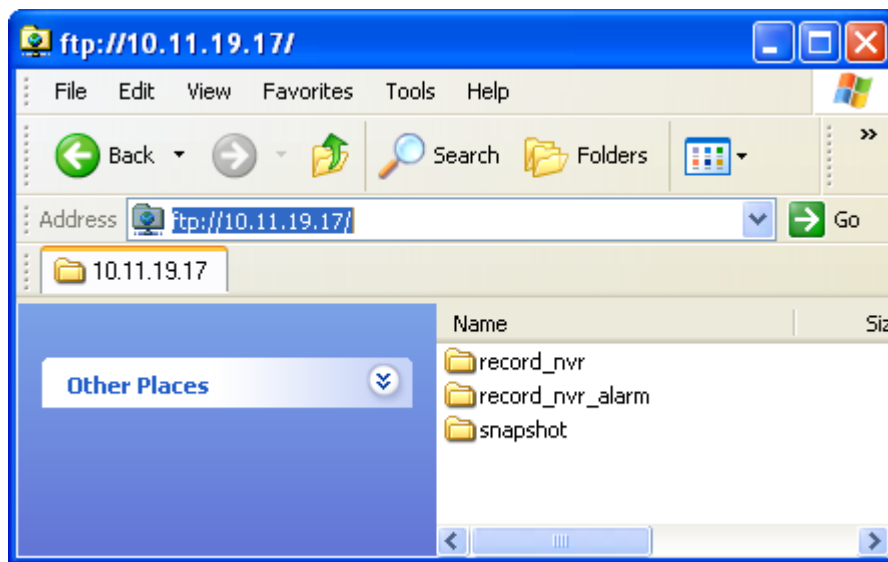 ftp://10.11.19.17/
File Edit View Favorites Tools Help
Back Search Folders »
Address ftp://10.11.19.17/ Go
10.11.19.17
Name Siz
Other Places
record_nvr
record_nvr_alarm
snapshot